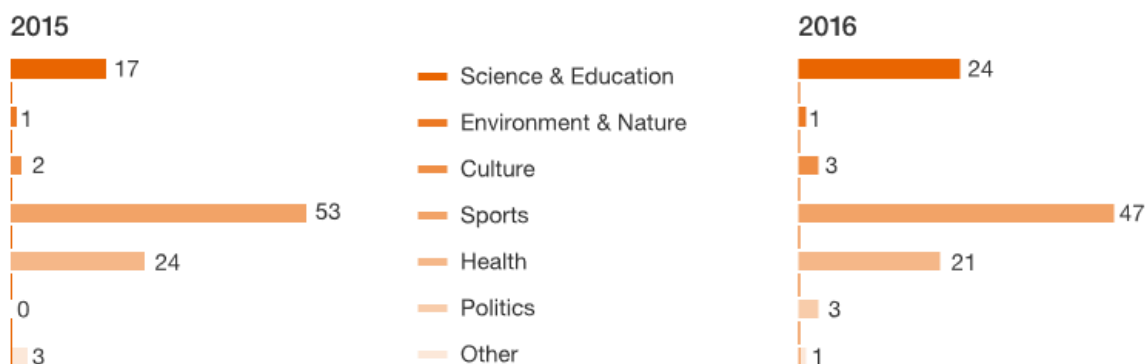 2015
2016
17
Science & Education
24
1
Environment & Nature
1
2
Culture
3
53
Sports
47
24
Health
21
0
Politics
3
3
Other
1